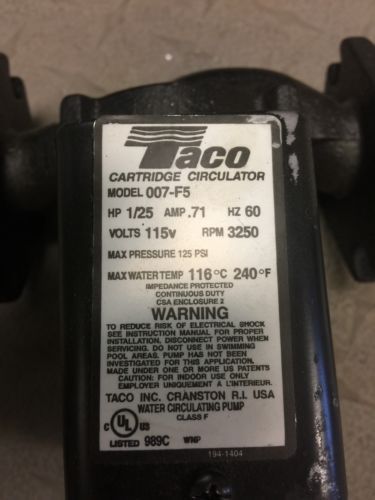 Taco
CARTRIDGE CIRCULATOR
MODEL 007-F5
HP 1/25 AMP .71 HZ 60
VOLTS 115v RPM 3250
MAX PRESSURE 125 PSI
MAX WATER TEMP 116°C 240°F
IMPEDANCE PROTECTED
CONTINUOUS DUTY
CSA ENCLOSURE 2
WARNING
TO REDUCE RISK OF ELECTRICAL SHOCK
SEE INSTRUCTION MANUAL FOR PROPER
INSTALLATION, DISCONNECT POWER WHEN
SERVICING. DO NOT USE IN SWIMMING
POOL AREAS. PUMP HAS NOT BEEN
INVESTIGATED FOR THIS APPLICATION.
MADE UNDER ONE OR MORE US PATENTS
CAUTION: FOR INDOOR USE ONLY
EMPLOYER UNIQUEMENT A L'INTERIEUR.
TACO INC. CRANSTON R.I. USA
WATER CIRCULATING PUMP
CLASS F
C UL US
LISTED 989C WNP
194-1404